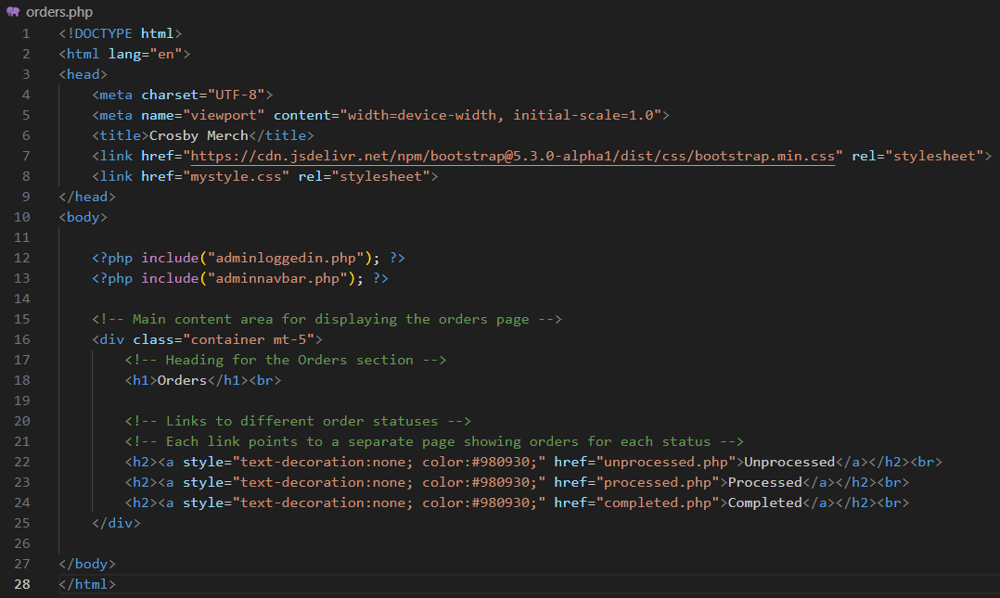 orders.php
1 <!DOCTYPE html>
2 <html lang="en">
3 <head>
4     <meta charset="UTF-8">
5     <meta name="viewport" content="width=device-width, initial-scale=1.0">
6     <title>Crosby Merch</title>
7     <link href="https://cdn.jsdelivr.net/npm/bootstrap@5.3.0-alpha1/dist/css/bootstrap.min.css" rel="stylesheet">
8     <link href="mystyle.css" rel="stylesheet">
9 </head>
10 <body>
11
12     <?php include("adminloggedin.php"); ?>
13     <?php include("adminnavbar.php"); ?>
14
15     <!-- Main content area for displaying the orders page -->
16     <div class="container mt-5">
17         <!-- Heading for the Orders section -->
18         <h1>Orders</h1><br>
19
20         <!-- Links to different order statuses -->
21         <!-- Each link points to a separate page showing orders for each status -->
22         <h2><a style="text-decoration:none; color:#980930;" href="unprocessed.php">Unprocessed</a></h2><br>
23         <h2><a style="text-decoration:none; color:#980930;" href="processed.php">Processed</a></h2><br>
24         <h2><a style="text-decoration:none; color:#980930;" href="completed.php">Completed</a></h2><br>
25     </div>
26
27 </body>
28 </html>